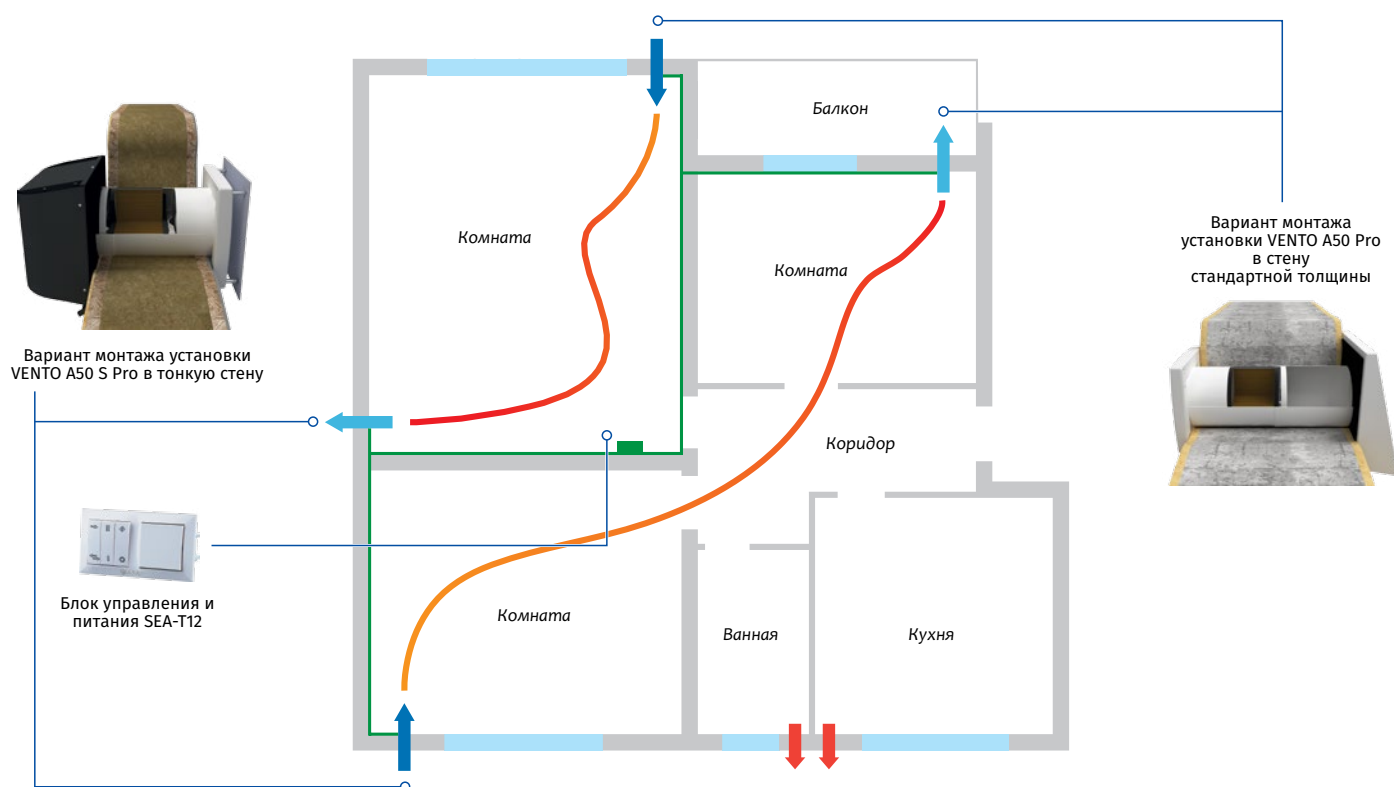 Балкон
Комната
Комната
Вариант монтажа
установки VENTO A50 Pro
в стену
стандартной толщины
Вариант монтажа установки
VENTO A50 S Pro в тонкую стену
Коридор
Блок управления и
питания SEA-T12
Комната
Ванная
Кухня